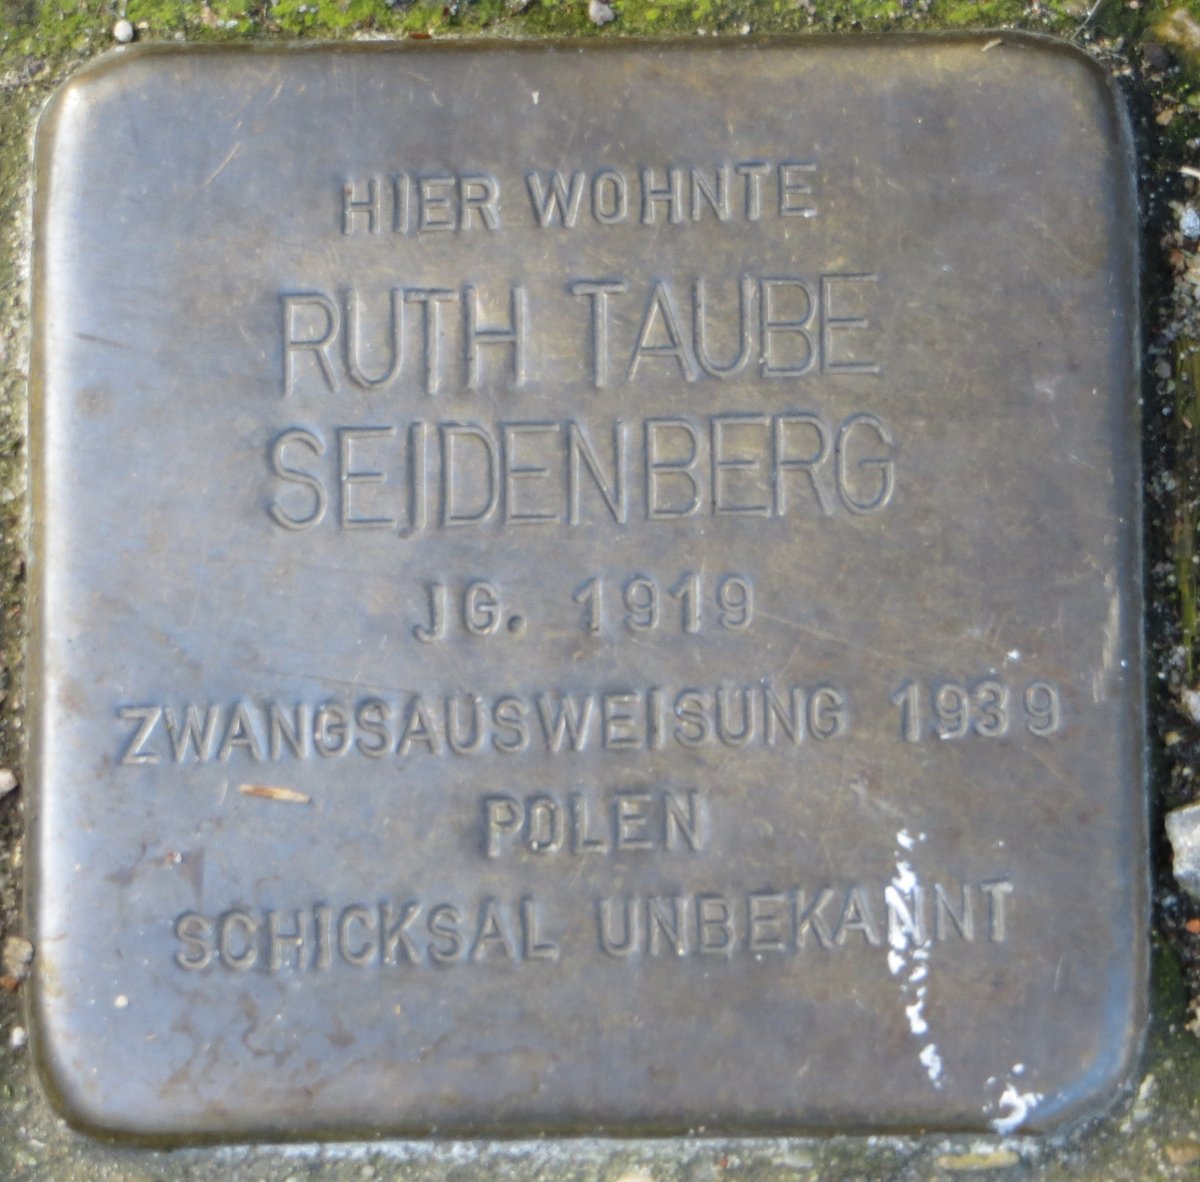 HIER WOHNTE
RUTH TAUBE
SEIDENBERG
JG. 1919
ZWANGSAUSWEISUNG 1939
POLEN
SCHICKSAL UNBEKANNT